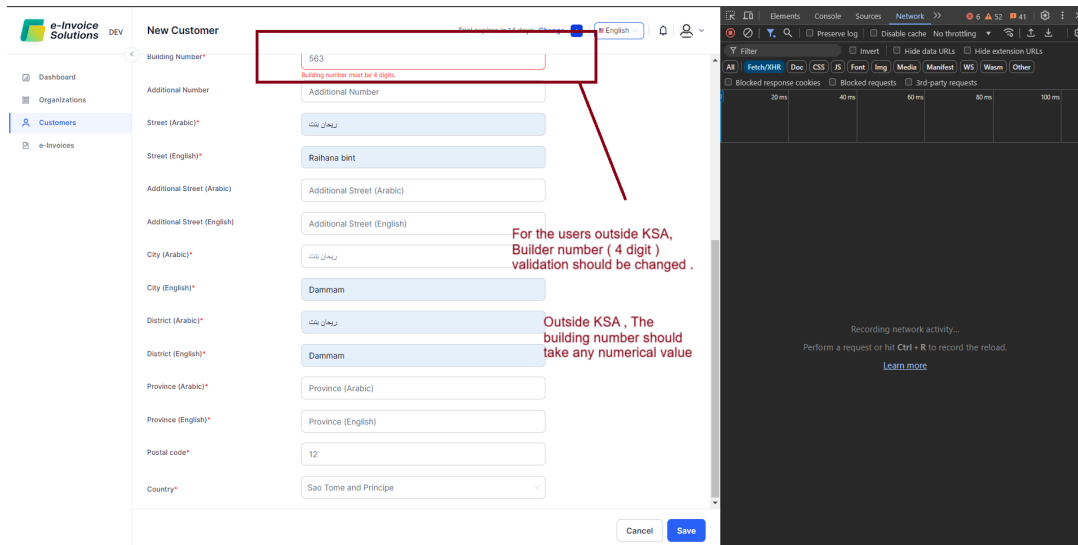 e-Invoice
Solutions DEV
New Customer
English
Dashboard
Organizations
Customers
e-Invoices
Building Number*
563
Building number must be 4 digits.
Additional Number
Additional Number
Street (Arabic)*
ريحان بنت
Street (English)*
Raihana bint
Additional Street (Arabic)
Additional Street (Arabic)
Additional Street (English)
Additional Street (English)
City (Arabic)*
ريحان بنت
City (English)*
Dammam
District (Arabic)*
ريحان بنت
District (English)*
Dammam
Province (Arabic)*
Province (Arabic)
Province (English)*
Province (English)
Postal code*
12
Country*
Sao Tome and Principe
Cancel
Save
For the users outside KSA,
Builder number ( 4 digit )
validation should be changed .
Outside KSA , The
building number should
take any numerical value
Elements Console Sources Network 6 52 41
Preserve log Disable cache No throttling
Filter Invert Hide data URLs Hide extension URLs
All Fetch/XHR Doc CSS JS Font Img Media Manifest WS Wasm Other
Blocked response cookies Blocked requests 3rd-party requests
20 ms 40 ms 60 ms 80 ms 100 ms
Recording network activity...
Perform a request or hit Ctrl + R to record the reload.
Learn more